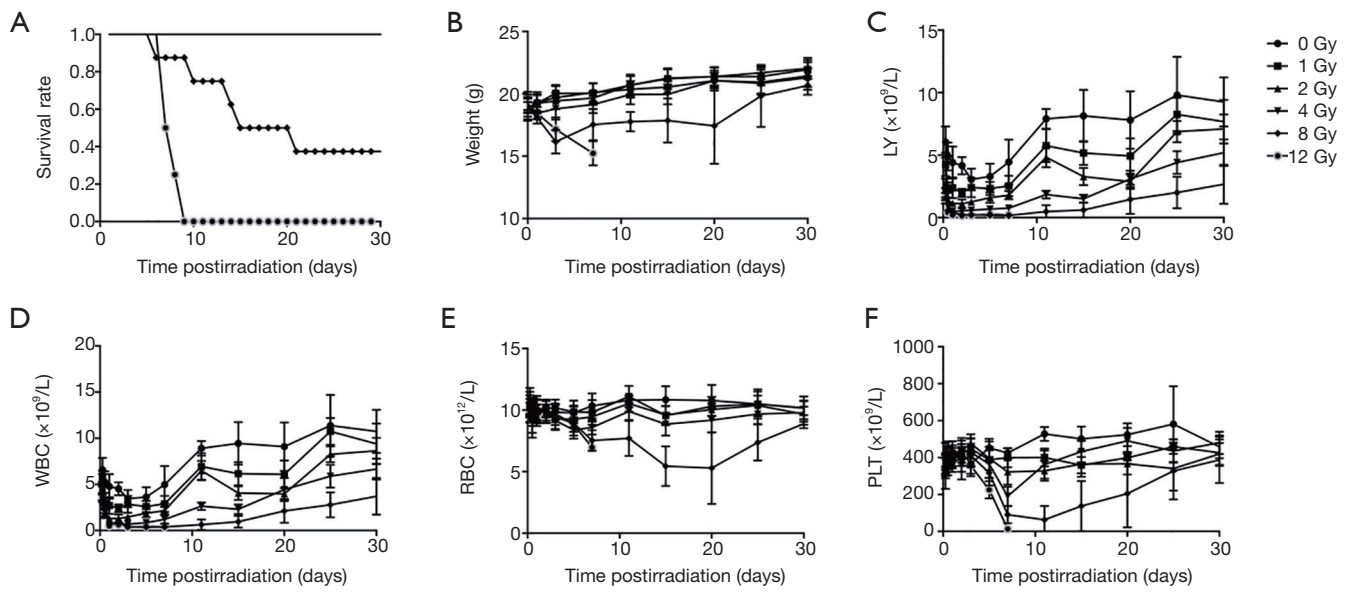 A
Survival rate
1.0
0.8
0.6
0.4
0.2
0.0
0 10 20 30
Time postirradiation (days)
B
Weight (g)
25
20
15
10
0 10 20 30
Time postirradiation (days)
C
LY (×10⁹/L)
15
10
5
0
0 10 20 30
Time postirradiation (days)
0 Gy
1 Gy
2 Gy
4 Gy
8 Gy
12 Gy
D
WBC (×10⁹/L)
20
15
10
5
0
0 10 20 30
Time postirradiation (days)
E
RBC (×10¹²/L)
15
10
5
0
0 10 20 30
Time postirradiation (days)
F
PLT (×10⁹/L)
1000
800
600
400
200
0
0 10 20 30
Time postirradiation (days)